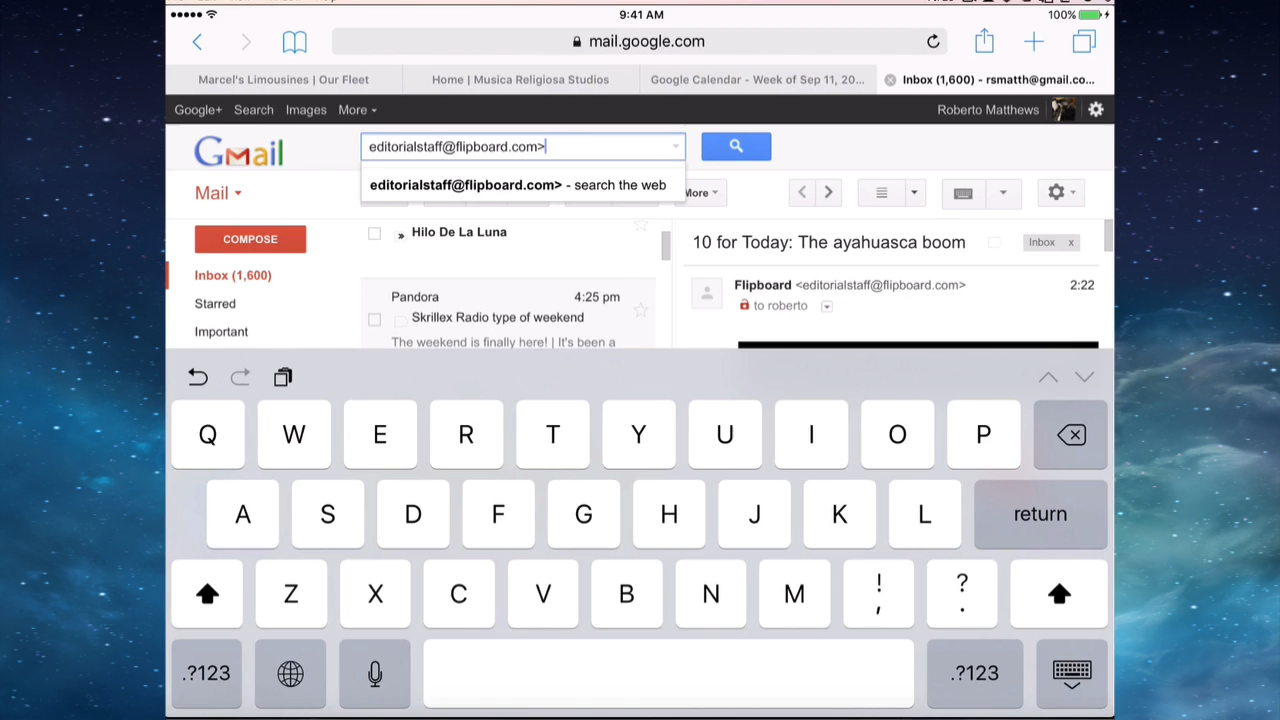 9:41 AM
100%
mail.google.com
Marcel's Limousines | Our Fleet
Home | Musica Religiosa Studios
Google Calendar - Week of Sep 11, 20...
Inbox (1,600) - rsmatth@gmail.co...
Google+ Search Images More
Roberto Matthews
Gmail
editorialstaff@flipboard.com>
editorialstaff@flipboard.com> - search the web
Mail
More
COMPOSE
Hilo De La Luna
10 for Today: The ayahuasca boom
Inbox x
Inbox (1,600)
Starred
Important
Pandora 4:25 pm
Skrillex Radio type of weekend
The weekend is finally here! | It's been a
Flipboard <editorialstaff@flipboard.com> 2:22
to roberto
Q W E R T Y U I O P
A S D F G H J K L return
Z X C V B N M ! , ? .
.?123 .?123